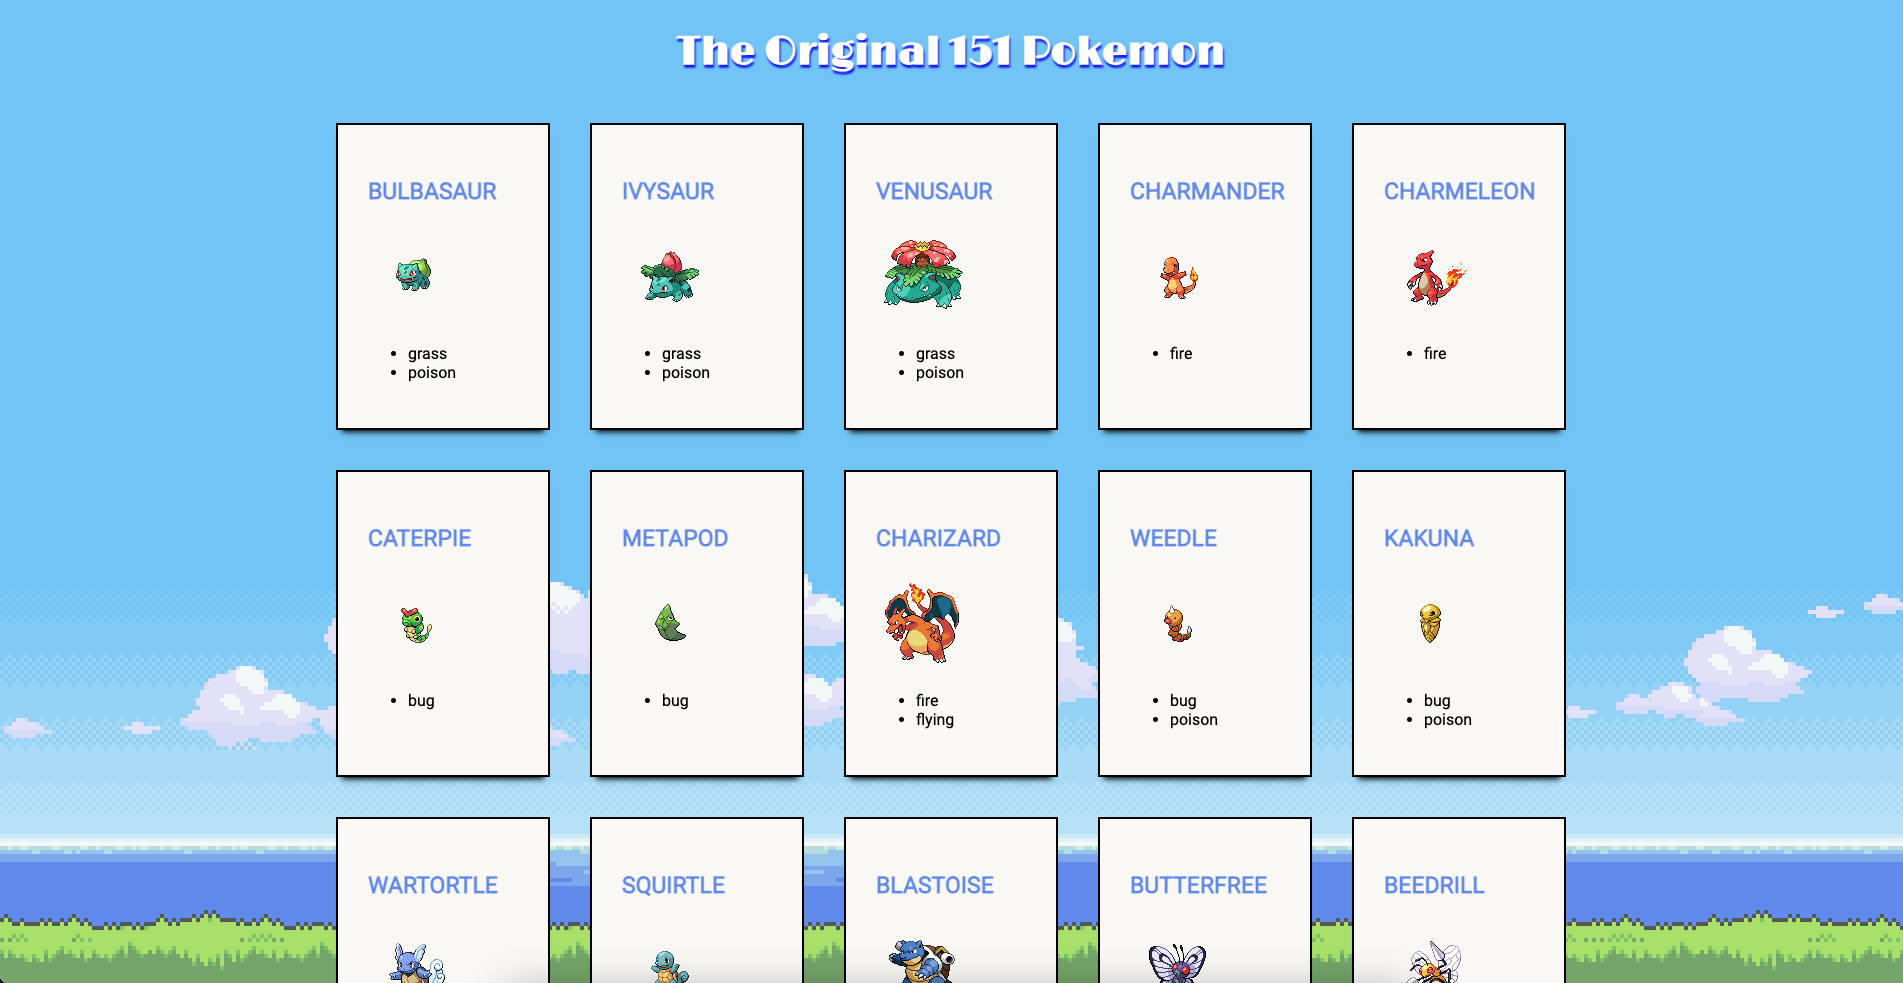 The Original 151 Pokemon
BULBASAUR
grass
poison
IVYSAUR
grass
poison
VENUSAUR
grass
poison
CHARMANDER
fire
CHARMELEON
fire
CATERPIE
bug
METAPOD
bug
CHARIZARD
fire
flying
WEEDLE
bug
poison
KAKUNA
bug
poison
WARTORTLE
SQUIRTLE
BLASTOISE
BUTTERFREE
BEEDRILL